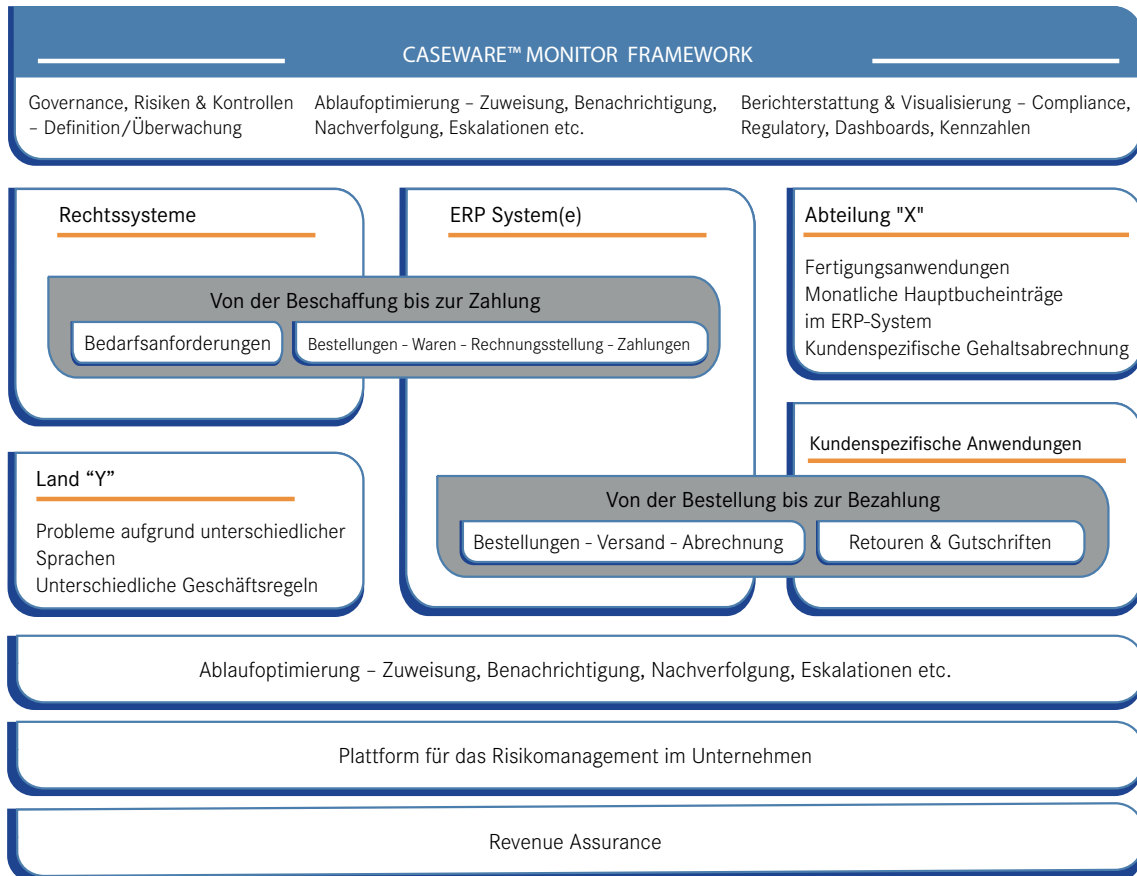 CASEWARE™ MONITOR FRAMEWORK
Governance, Risiken & Kontrollen
– Definition/Überwachung
Ablaufoptimierung – Zuweisung, Benachrichtigung,
Nachverfolgung, Eskalationen etc.
Berichterstattung & Visualisierung – Compliance,
Regulatory, Dashboards, Kennzahlen
Rechtssysteme
ERP System(e)
Abteilung "X"
Fertigungsanwendungen
Monatliche Hauptbucheinträge
im ERP-System
Kundenspezifische Gehaltsabrechnung
Von der Beschaffung bis zur Zahlung
Bedarfsanforderungen
Bestellungen - Waren - Rechnungsstellung - Zahlungen
Land “Y”
Probleme aufgrund unterschiedlicher
Sprachen
Unterschiedliche Geschäftsregeln
Kundenspezifische Anwendungen
Von der Bestellung bis zur Bezahlung
Bestellungen - Versand - Abrechnung
Retouren & Gutschriften
Ablaufoptimierung – Zuweisung, Benachrichtigung, Nachverfolgung, Eskalationen etc.
Plattform für das Risikomanagement im Unternehmen
Revenue Assurance